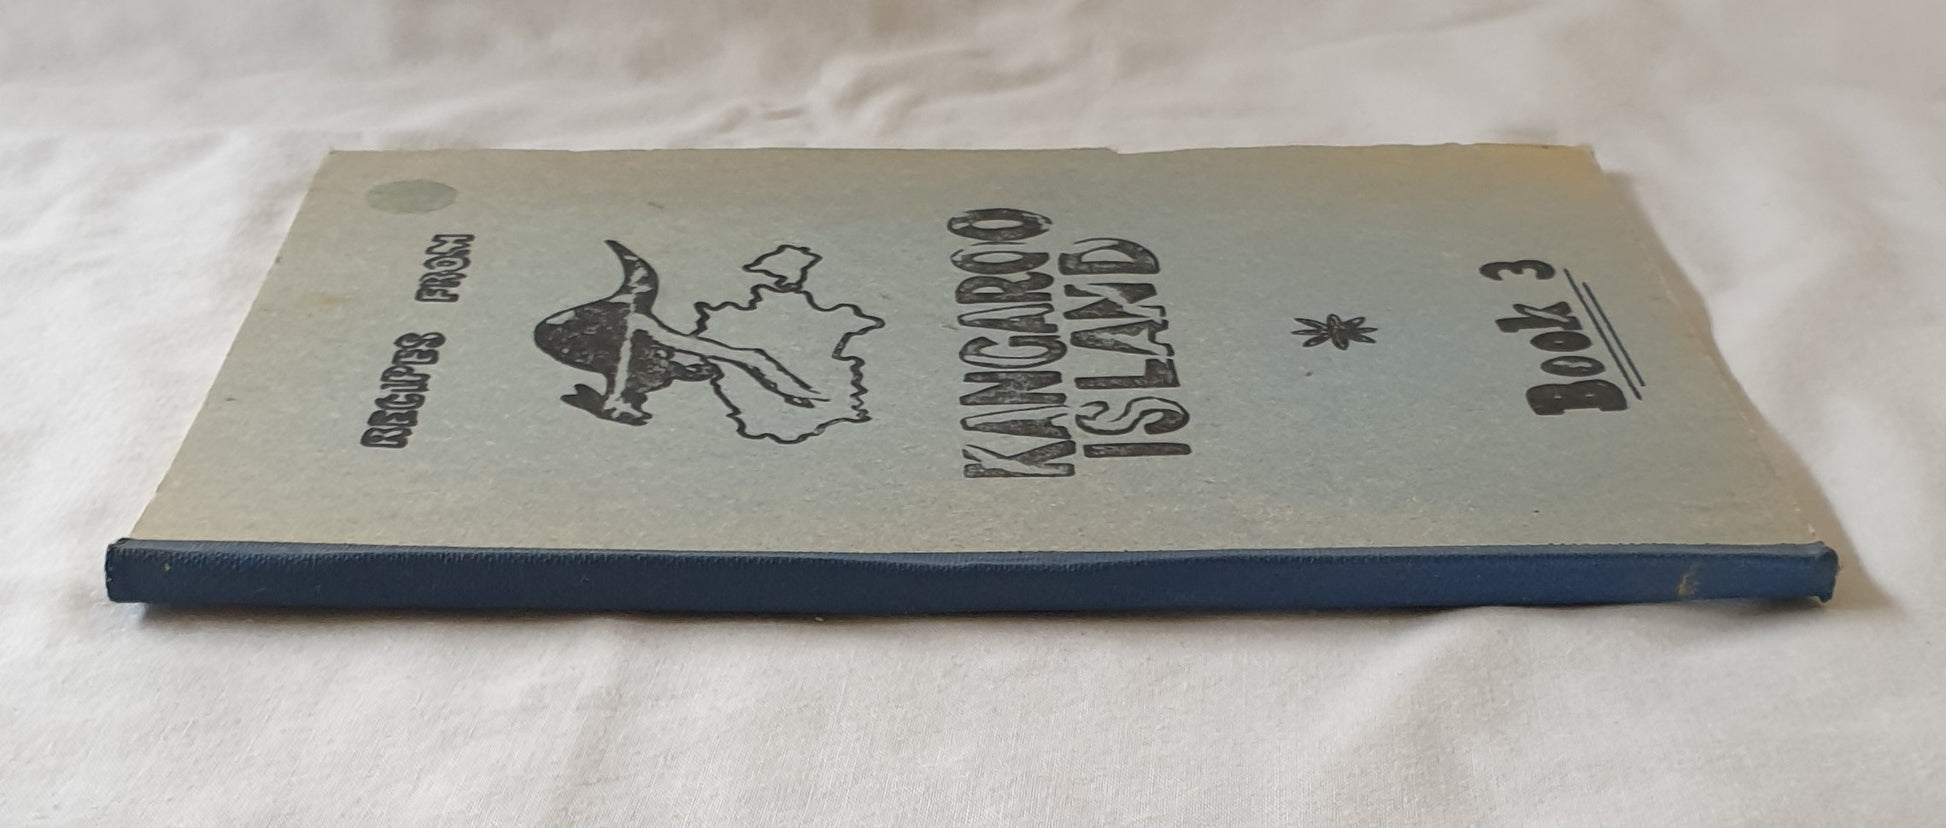 RECIPES FROM
KANGAROO
ISLAND
Book 3